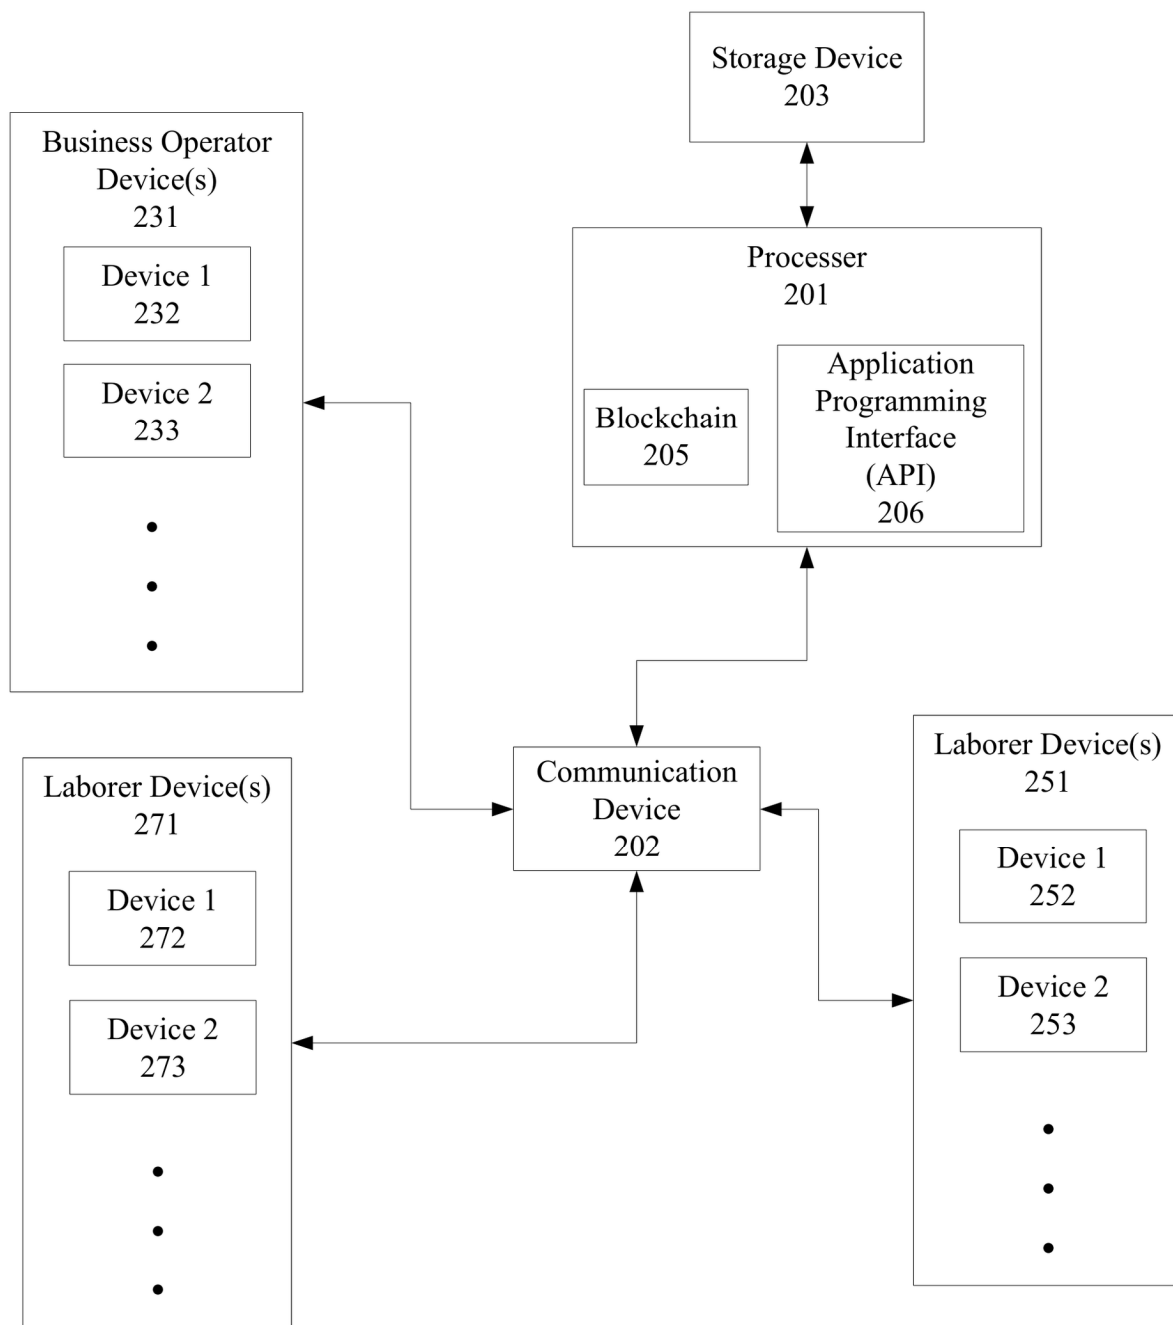 Storage Device
203
Business Operator
Device(s)
231
Device 1
232
Device 2
233
Processer
201
Blockchain
205
Application
Programming
Interface
(API)
206
Communication
Device
202
Laborer Device(s)
271
Device 1
272
Device 2
273
Laborer Device(s)
251
Device 1
252
Device 2
253